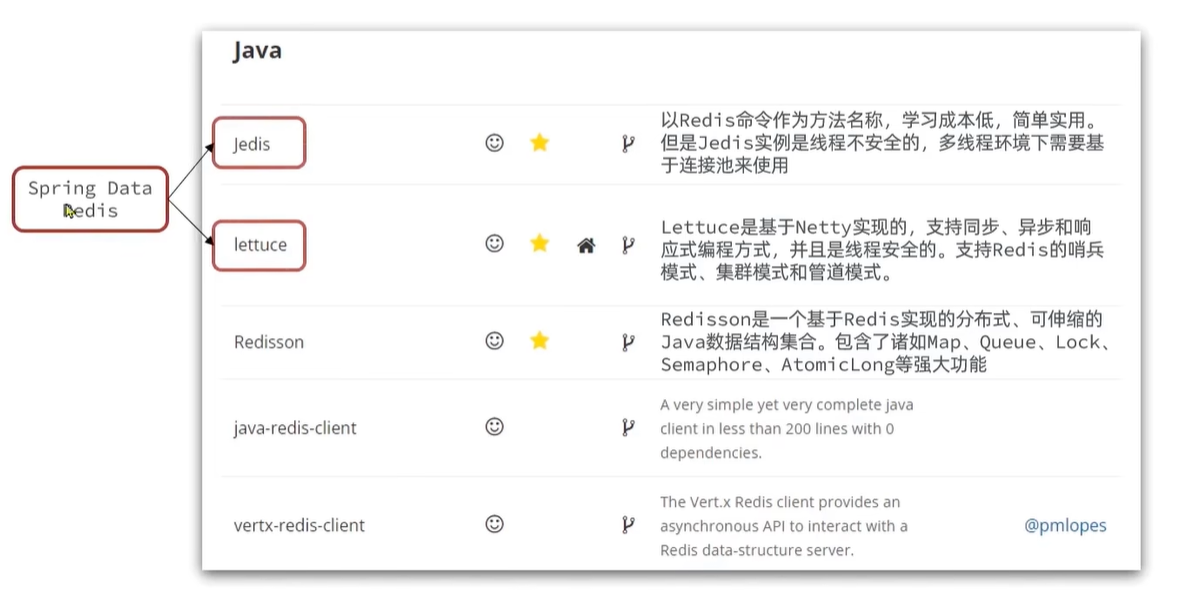 Java
Spring Data
Redis
Jedis
以Redis命令作为方法名称，学习成本低，简单实用。
但是Jedis实例是线程不安全的，多线程环境下需要基
于连接池来使用
lettuce
Lettuce是基于Netty实现的，支持同步、异步和响
应式编程方式，并且是线程安全的。支持Redis的哨兵
模式、集群模式和管道模式。
Redisson
Redisson是一个基于Redis实现的分布式、可伸缩的
Java数据结构集合。包含了诸如Map、Queue、Lock、
Semaphore、AtomicLong等强大功能
java-redis-client
A very simple yet very complete java
client in less than 200 lines with 0
dependencies.
vertx-redis-client
The Vert.x Redis client provides an
asynchronous API to interact with a
Redis data-structure server.
@pmlopes